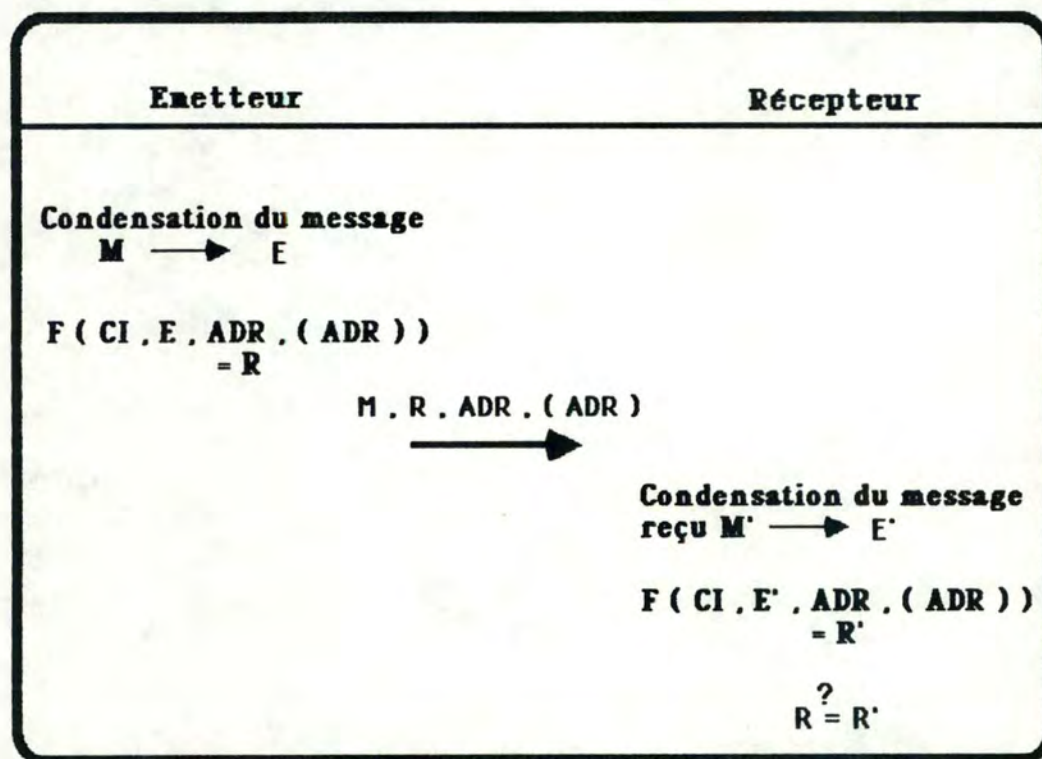 Emetteur Récepteur
Condensation du message
M → E
F ( CI , E , ADR , ( ADR ) )
= R
M , R , ADR , ( ADR )
Condensation du message
reçu M' → E'
F ( CI , E' , ADR , ( ADR ) )
= R'
?
R = R'